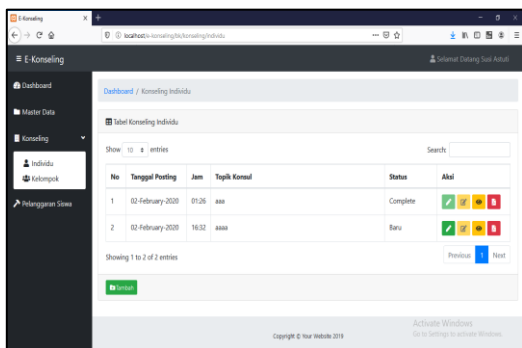 E-Konseling
localhost/e-konseling/bk/konseling/individu
E-Konseling
Selamat Datang Susi Astuti
Dashboard
Master Data
Konseling
Individu
Kelompok
Pelanggaran Siswa
Dashboard / Konseling Individu
Tabel Konseling Individu
Show 10 entries
Search:
No Tanggal Posting Jam Topik Konsul Status Aksi
1 02-February-2020 01:26 aaa Complete
2 02-February-2020 16:32 aaaa Baru
Showing 1 to 2 of 2 entries
Previous 1 Next
Tambah
Copyright © Your Website 2019
Activate Windows
Go to Settings to activate Windows.